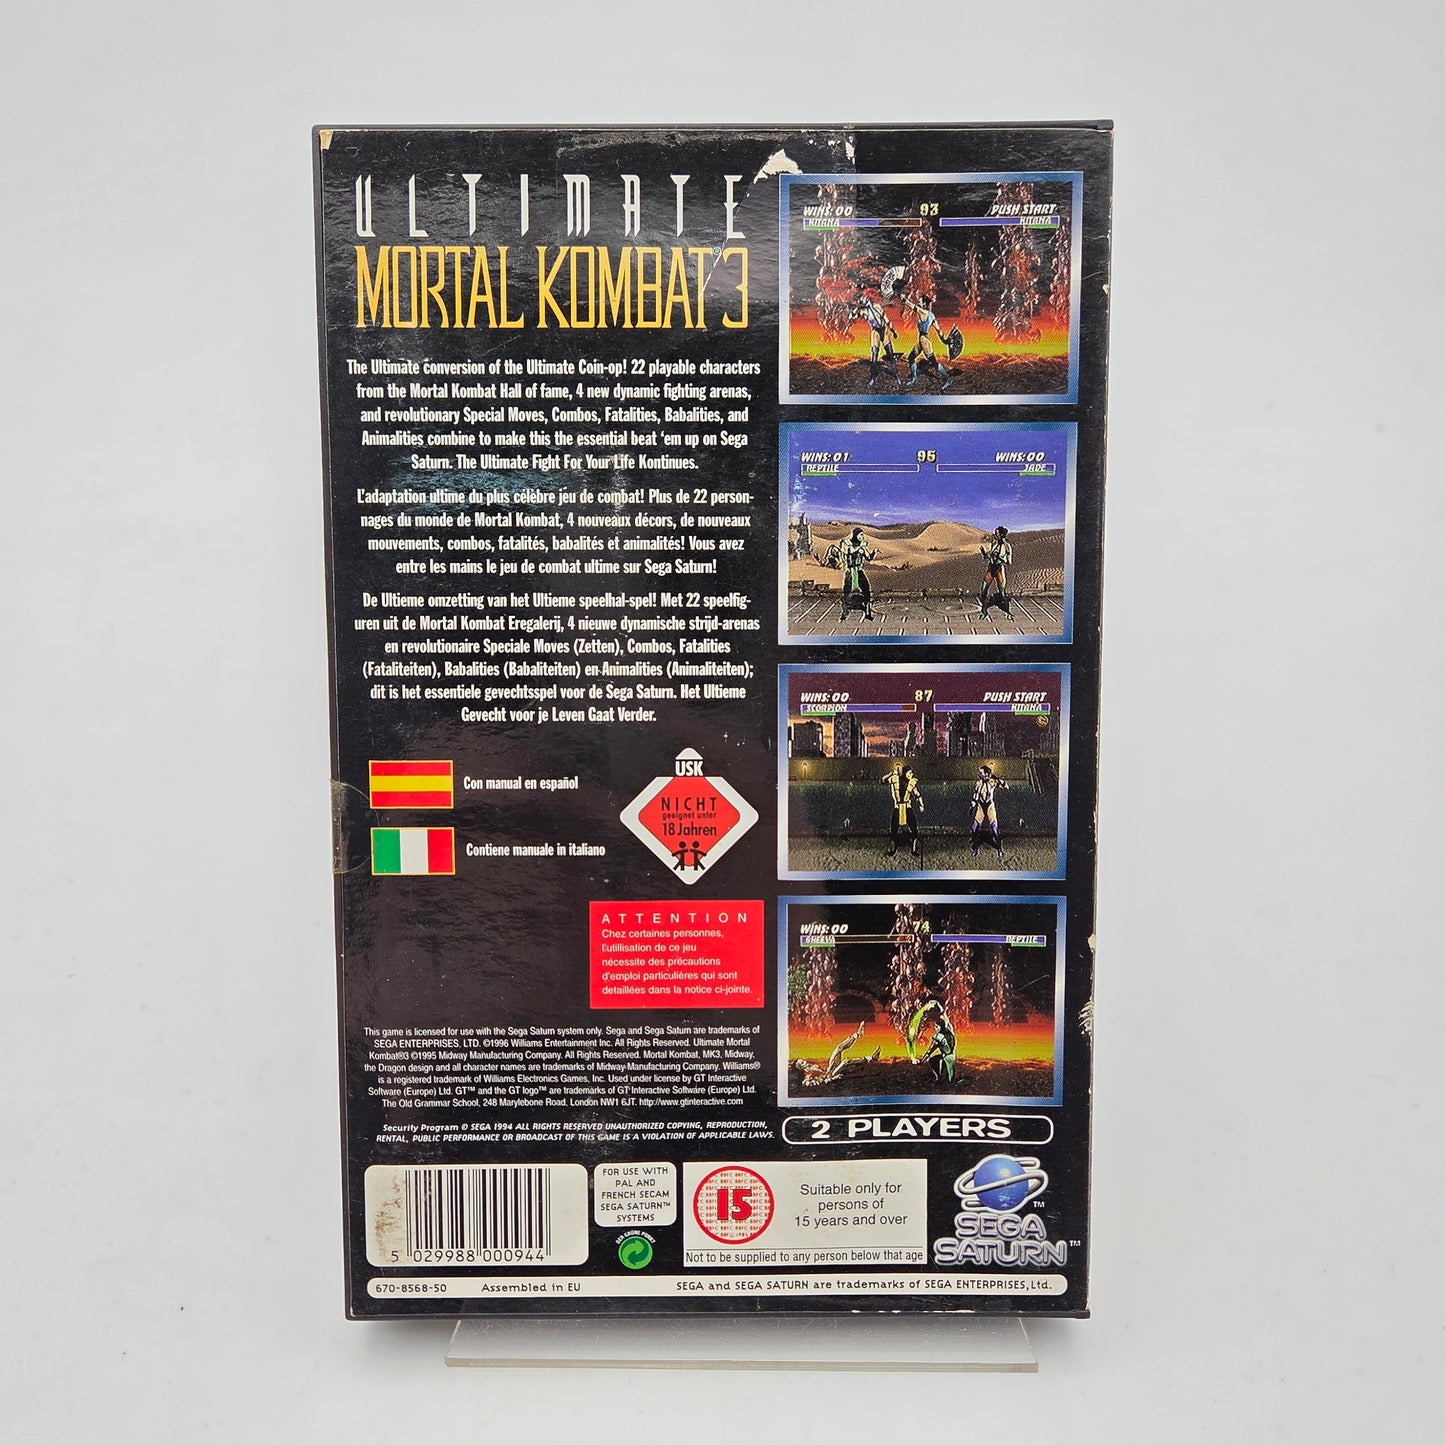 ULTIMATE
MORTAL KOMBAT® 3
The Ultimate conversion of the Ultimate Coin-op! 22 playable characters
from the Mortal Kombat Hall of fame, 4 new dynamic fighting arenas,
and revolutionary Special Moves, Combos, Fatalities, Babalities, and
Animalities combine to make this the essential beat 'em up on Sega
Saturn. The Ultimate Fight For Your Life Kontinues.
L'adaptation ultime du plus célèbre jeu de combat! Plus de 22 person-
nages du monde de Mortal Kombat, 4 nouveaux décors, de nouveaux
mouvements, combos, fatalités, babalités et animalités! Vous avez
entre les mains le jeu de combat ultime sur Sega Saturn!
De Ultieme omzetting van het Ultieme speelhal-spel! Met 22 speelfig-
uren uit de Mortal Kombat Eregalerij, 4 nieuwe dynamische strijd-arenas
en revolutionaire Speciale Moves (Zetten), Combos, Fatalities
(Fataliteiten), Babalities (Babaliteiten) en Animalities (Animaliteiten);
dit is het essentiele gevechtsspel voor de Sega Saturn. Het Ultieme
Gevecht voor je Leven Gaat Verder.
Con manual en español
Contiene manuale in italiano
USK
NICHT
geeignet unter
18 Jahren
ATTENTION
Chez certaines personnes,
l'utilisation de ce jeu
nécessite des précautions
d'emploi particulières qui sont
detaillées dans la notice ci-jointe.
This game is licensed for use with the Sega Saturn system only. Sega and Sega Saturn are trademarks of
SEGA ENTERPRISES, LTD. ©1996 Williams Entertainment Inc. All Rights Reserved. Ultimate Mortal
Kombat®3 ©1995 Midway Manufacturing Company. All Rights Reserved. Mortal Kombat, MK3, Midway,
the Dragon design and all character names are trademarks of Midway Manufacturing Company. Williams®
is a registered trademark of Williams Electronics Games, Inc. Used under license by GT Interactive
Software (Europe) Ltd. GT™ and the GT logo™ are trademarks of GT Interactive Software (Europe) Ltd.
The Old Grammar School, 248 Marylebone Road, London NW1 6JT. http://www.gtinteractive.com
Security Program © SEGA 1994 ALL RIGHTS RESERVED UNAUTHORIZED COPYING, REPRODUCTION,
RENTAL, PUBLIC PERFORMANCE OR BROADCAST OF THIS GAME IS A VIOLATION OF APPLICABLE LAWS.
WINS: 00 93 PUSH START
KITANA KITANA
WINS: 01 95 WINS: 00
REPTILE JADE
WINS: 00 87 PUSH START
SCORPION KITANA
WINS: 00 74
SHEEVA REPTILE
2 PLAYERS
5 029988 000944
FOR USE WITH
PAL AND
FRENCH SECAM
SEGA SATURN™
SYSTEMS
DER GRÜNE PUNKT
15
Suitable only for
persons of
15 years and over
Not to be supplied to any person below that age
SEGA™
SATURN™
670-8568-50 Assembled in EU SEGA and SEGA SATURN are trademarks of SEGA ENTERPRISES,Ltd.